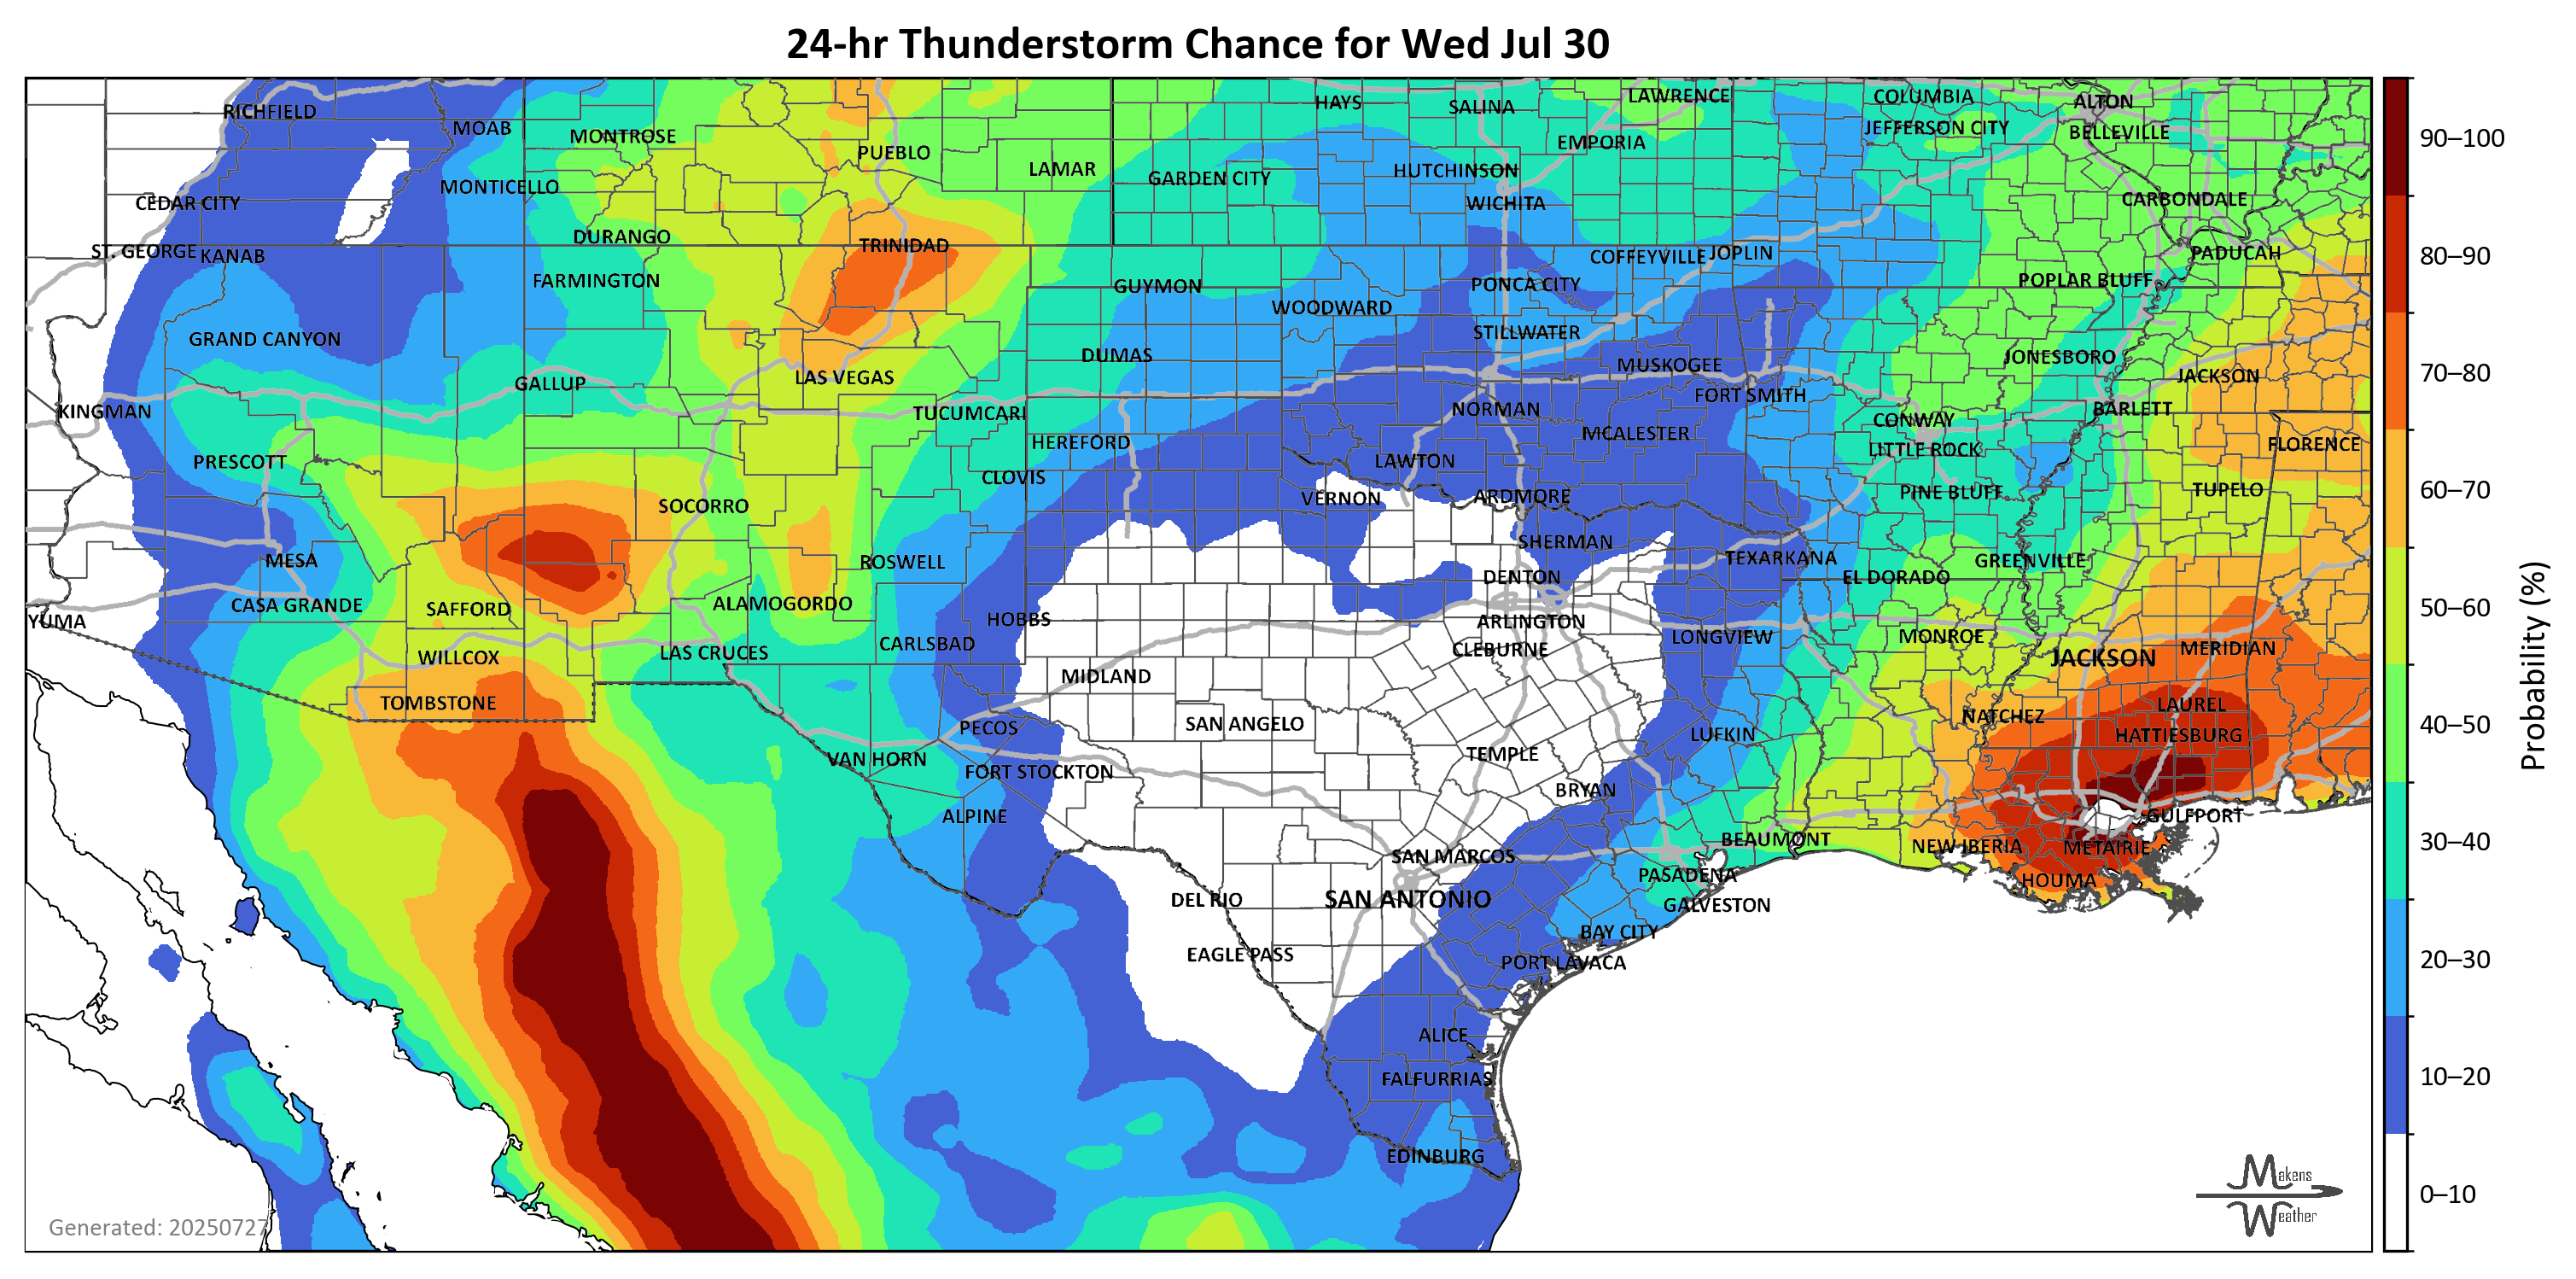 24-hr Thunderstorm Chance for Wed Jul 30
RICHFIELD
MOAB
MONTROSE
PUEBLO
LAMAR
HAYS
SALINA
LAWRENCE
COLUMBIA
ALTON
JEFFERSON CITY
BELLEVILLE
EMPORIA
HUTCHINSON
GARDEN CITY
MONTICELLO
CEDAR CITY
WICHITA
CARBONDALE
DURANGO
TRINIDAD
ST. GEORGE
KANAB
COFFEYVILLE
JOPLIN
PADUCAH
FARMINGTON
GUYMON
PONCA CITY
POPLAR BLUFF
WOODWARD
GRAND CANYON
STILLWATER
DUMAS
JONESBORO
MUSKOGEE
GALLUP
LAS VEGAS
JACKSON
FORT SMITH
KINGMAN
TUCUMCARI
NORMAN
BARLETT
CONWAY
MCALESTER
HEREFORD
FLORENCE
LITTLE ROCK
PRESCOTT
LAWTON
CLOVIS
PINE BLUFF
TUPELO
VERNON
ARDMORE
SOCORRO
SHERMAN
MESA
ROSWELL
TEXARKANA
GREENVILLE
DENTON
EL DORADO
CASA GRANDE
SAFFORD
ALAMOGORDO
YUMA
HOBBS
ARLINGTON
CARLSBAD
LONGVIEW
MONROE
CLEBURNE
MERIDIAN
WILLCOX
LAS CRUCES
JACKSON
MIDLAND
TOMBSTONE
LAUREL
NATCHEZ
SAN ANGELO
PECOS
LUFKIN
HATTIESBURG
TEMPLE
VAN HORN
FORT STOCKTON
BRYAN
ALPINE
GULFPORT
BEAUMONT
NEW IBERIA
METAIRIE
SAN MARCOS
PASADENA
HOUMA
DEL RIO
SAN ANTONIO
GALVESTON
BAY CITY
EAGLE PASS
PORT LAVACA
ALICE
FALFURRIAS
EDINBURG
Generated: 20250727
Makens
Weather
90–100
80–90
70–80
60–70
50–60
40–50
30–40
20–30
10–20
0–10
Probability (%)